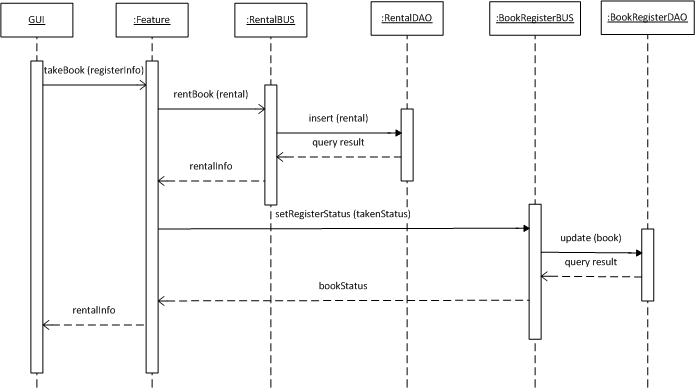 GUI
:Feature
:RentalBUS
:RentalDAO
:BookRegisterBUS
:BookRegisterDAO
takeBook (registerInfo)
rentBook (rental)
insert (rental)
query result
rentalInfo
setRegisterStatus (takenStatus)
update (book)
query result
bookStatus
rentalInfo